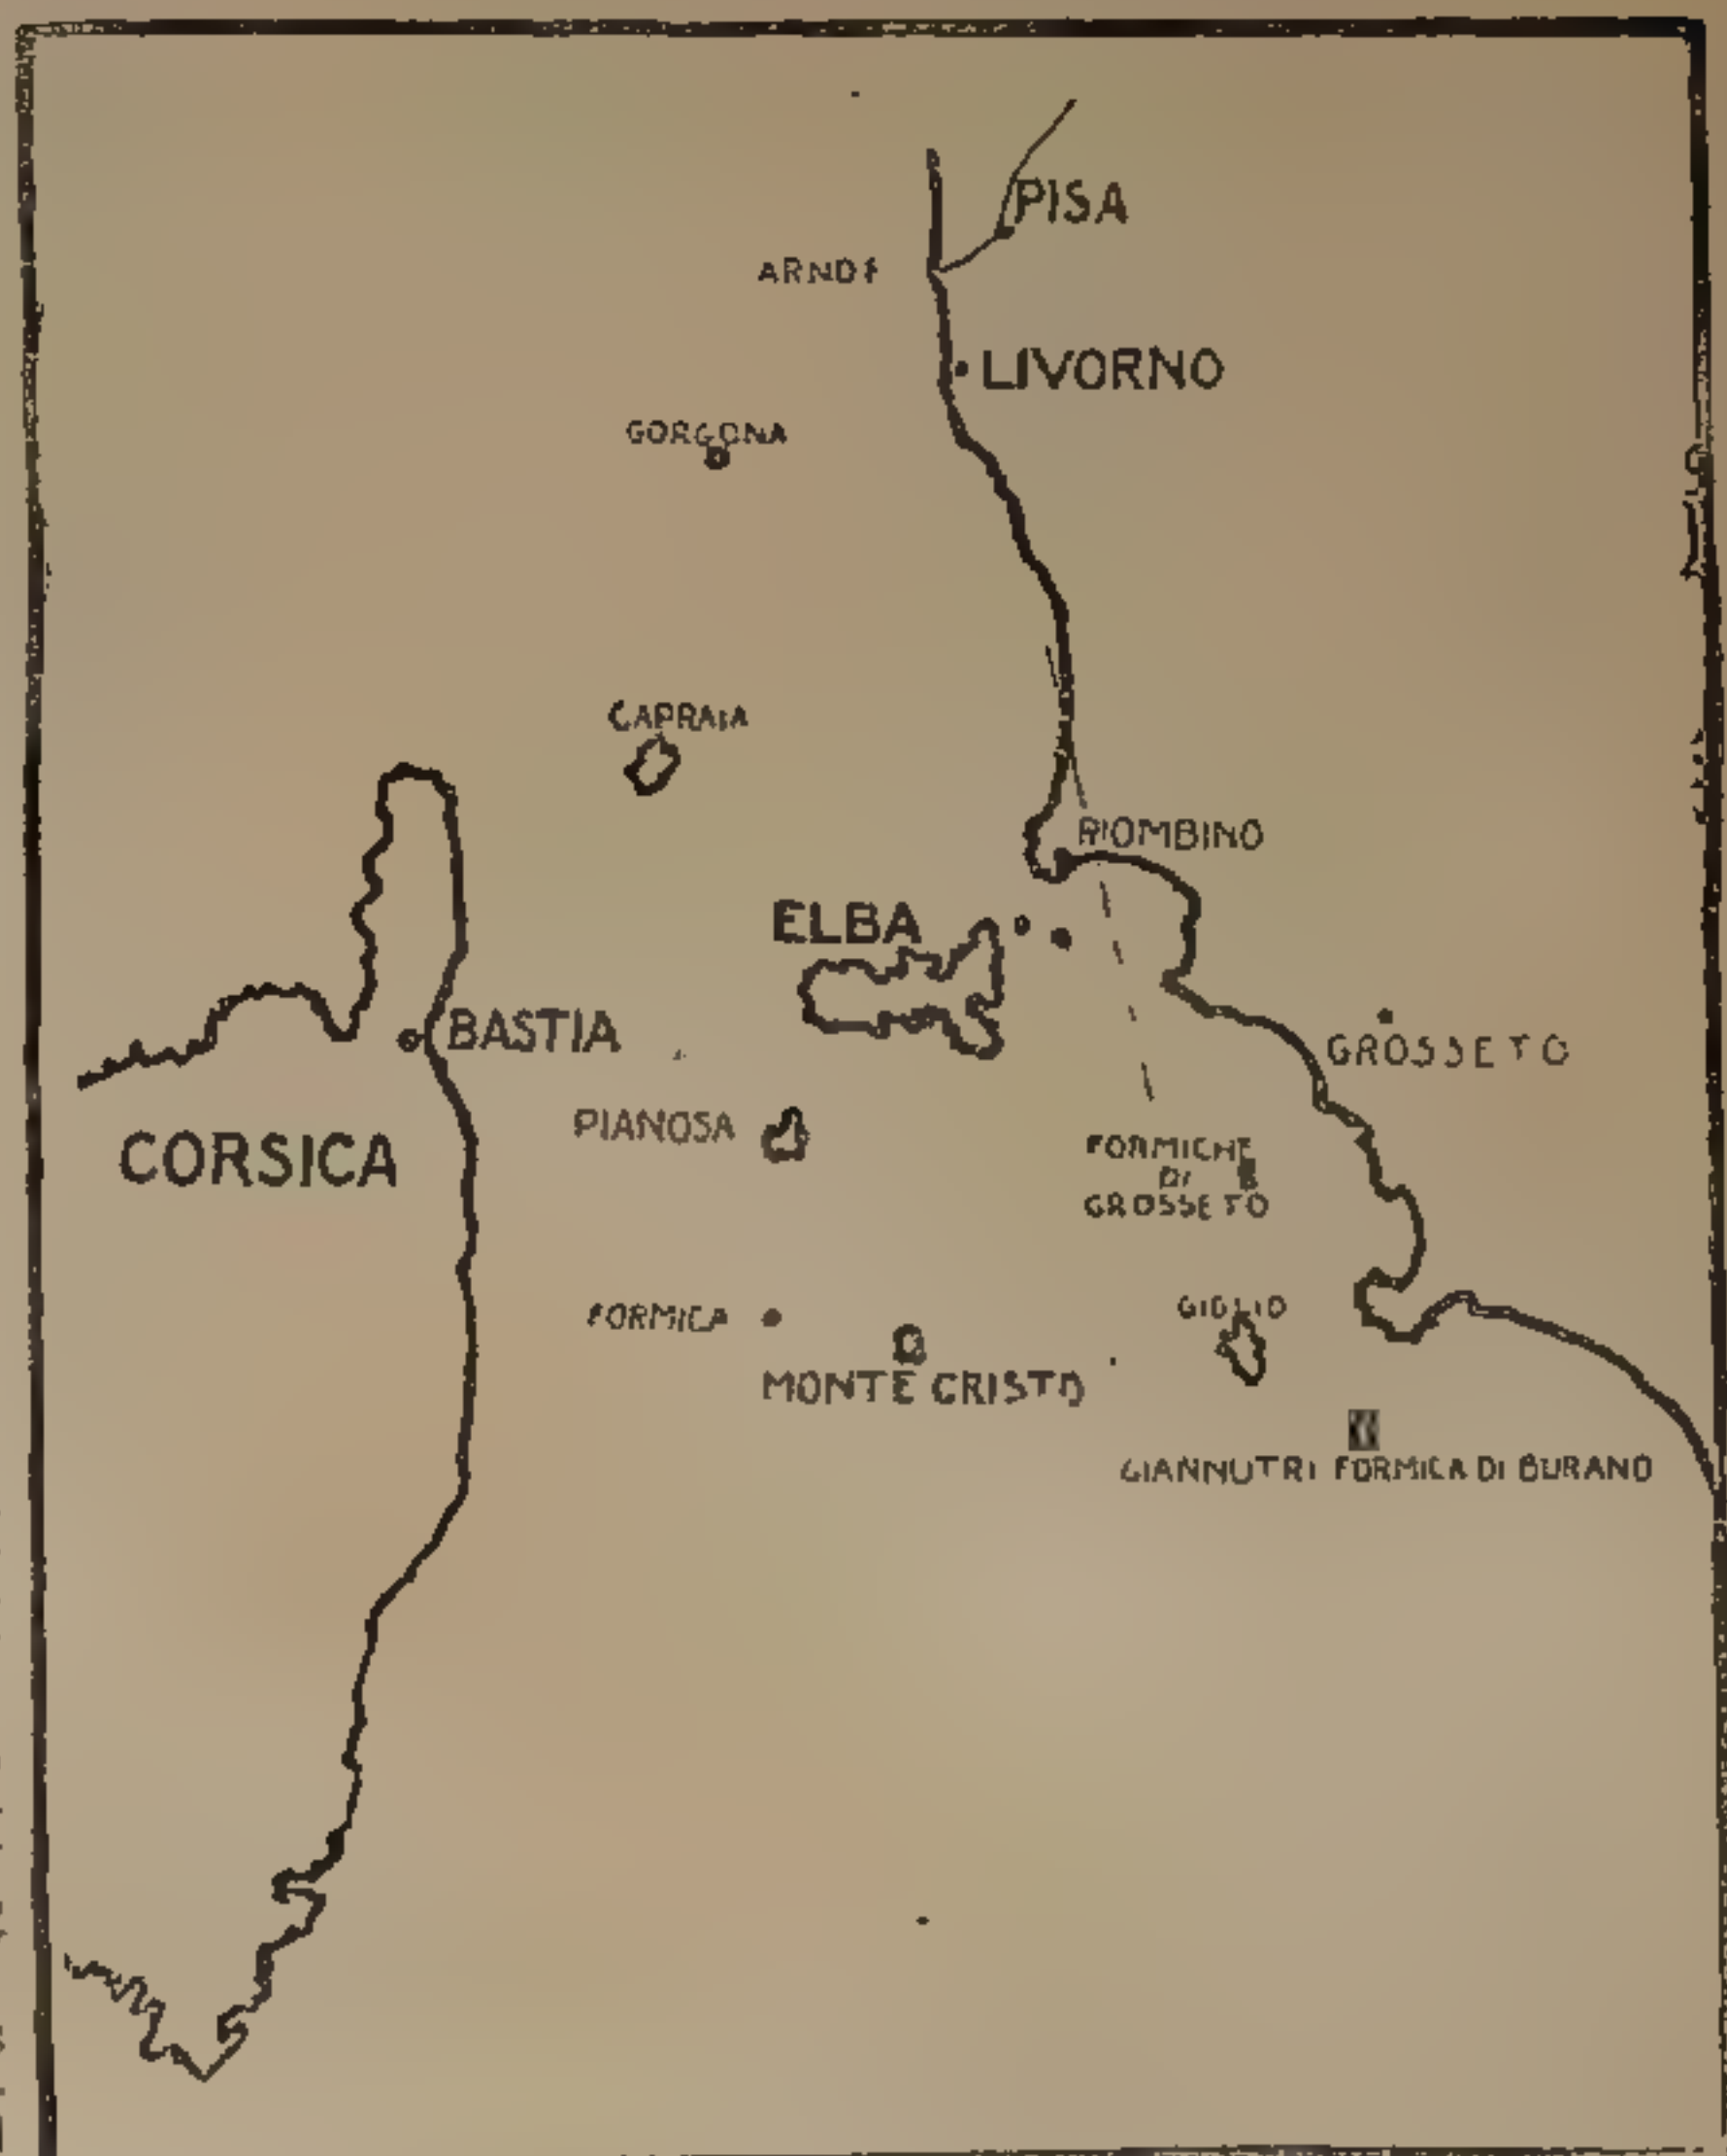 PISA
ARNO
LIVORNO
GORGONA
CAPRAIA
PIOMBINO
ELBA
BASTIA
GROSSETO
PIANOSA
CORSICA
FORMICHE
DI
GROSSETO
FORMICA
GIGLIO
MONTE CRISTO
GIANNUTRI FORMICA DI BURANO